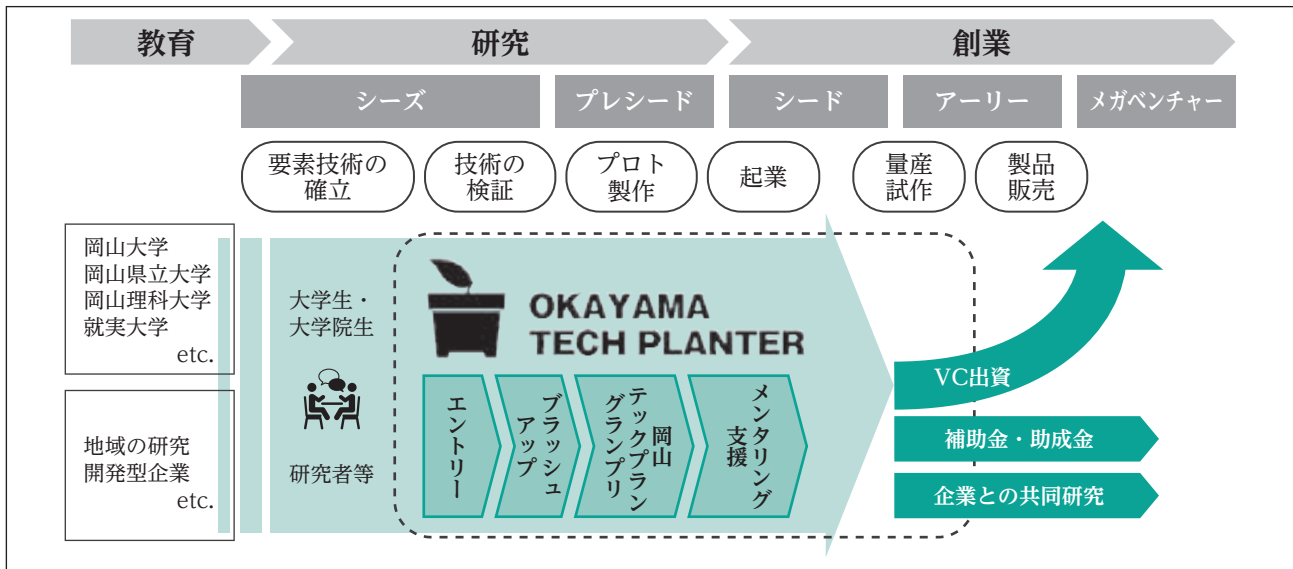 教育
研究
創業
シーズ
プレシード
シード
アーリー
メガベンチャー
要素技術の
確立
技術の
検証
プロト
製作
起業
量産
試作
製品
販売
岡山大学
岡山県立大学
岡山理科大学
就実大学
etc.
地域の研究
開発型企業
etc.
大学生・
大学院生
研究者等
OKAYAMA
TECH PLANTER
エントリー
ブラッシュ
アップ
岡山
テックプラン
グランプリ
メンタリング
支援
VC出資
補助金・助成金
企業との共同研究